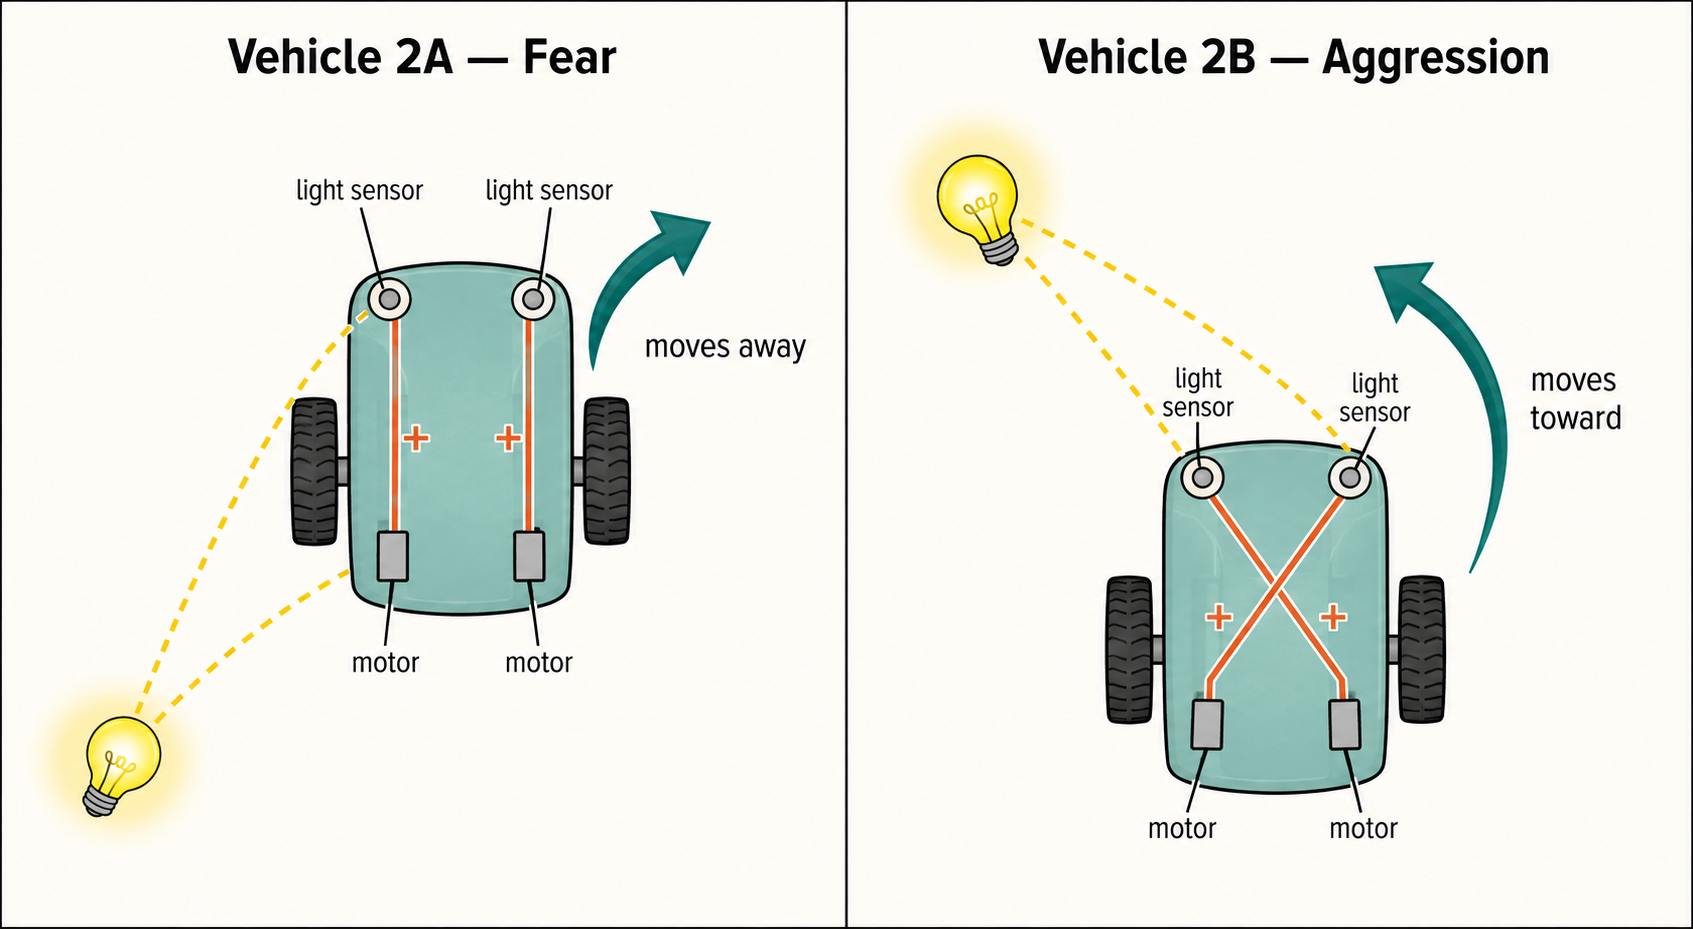 Vehicle 2A — Fear
light sensor
light sensor
moves away
+
+
motor
motor
Vehicle 2B — Aggression
light
sensor
light
sensor
moves
toward
+
+
motor
motor